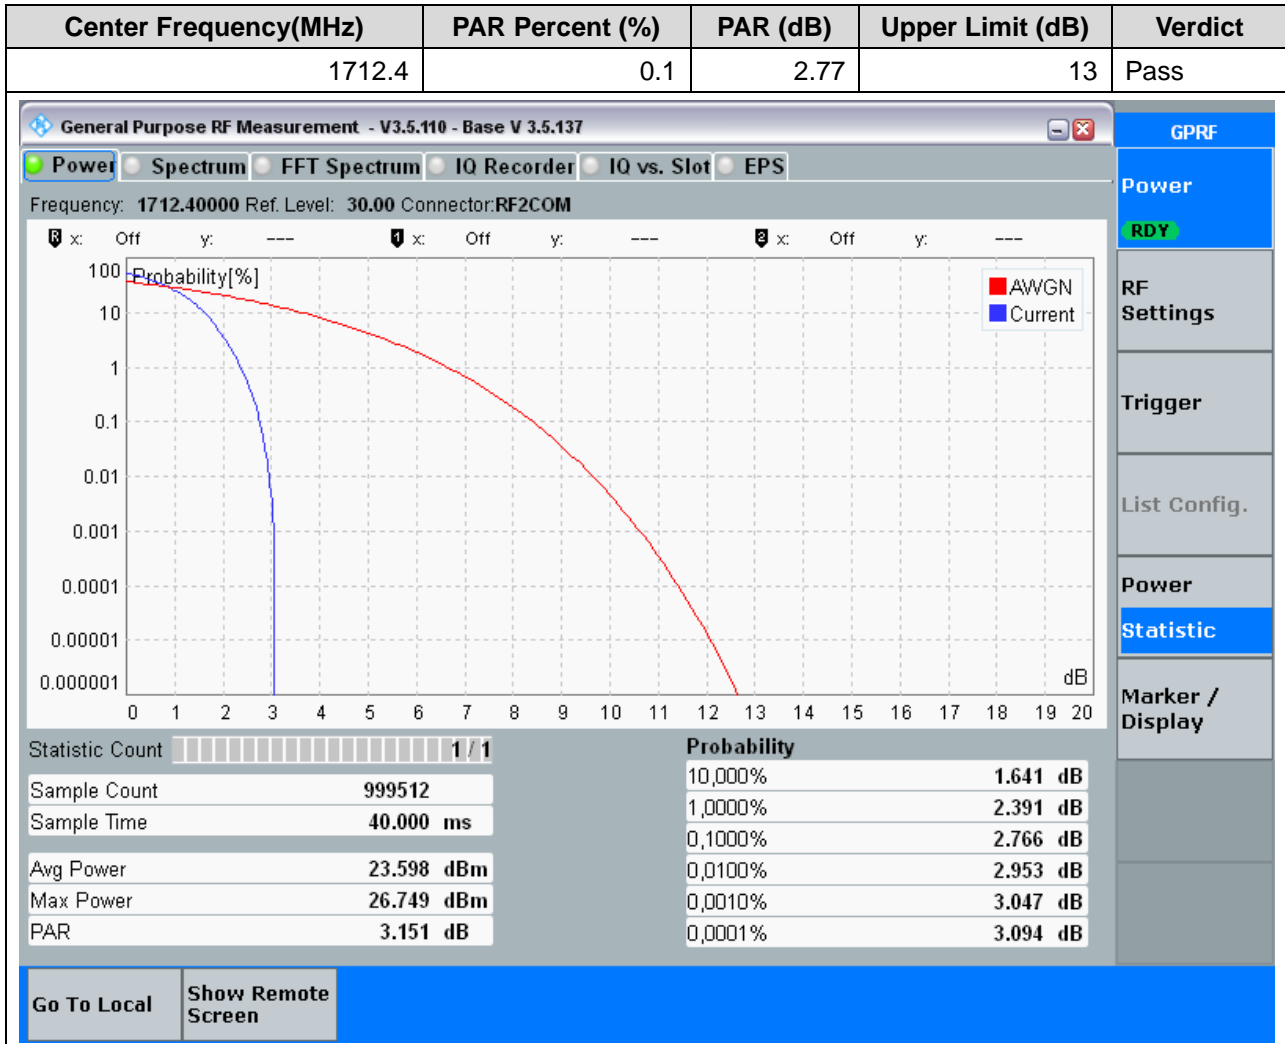 Center Frequency(MHz) PAR Percent (%) PAR (dB) Upper Limit (dB) Verdict
1712.4 0.1 2.77 13 Pass
General Purpose RF Measurement - V3.5.110 - Base V 3.5.137
GPRF
Power Spectrum FFT Spectrum IQ Recorder IQ vs. Slot EPS
Frequency: 1712.40000 Ref. Level: 30.00 Connector:RF2COM
R x: Off y: --- 1 x: Off y: --- 2 x: Off y: ---
Probability[%]
AWGN
Current
100
10
1
0.1
0.01
0.001
0.0001
0.00001
0.000001
dB
0 1 2 3 4 5 6 7 8 9 10 11 12 13 14 15 16 17 18 19 20
Power
RDY
RF
Settings
Trigger
List Config.
Power
Statistic
Marker /
Display
Statistic Count 1 / 1
Sample Count 999512
Sample Time 40.000 ms
Avg Power 23.598 dBm
Max Power 26.749 dBm
PAR 3.151 dB
Probability
10,000% 1.641 dB
1,0000% 2.391 dB
0,1000% 2.766 dB
0,0100% 2.953 dB
0,0010% 3.047 dB
0,0001% 3.094 dB
Go To Local
Show Remote
Screen